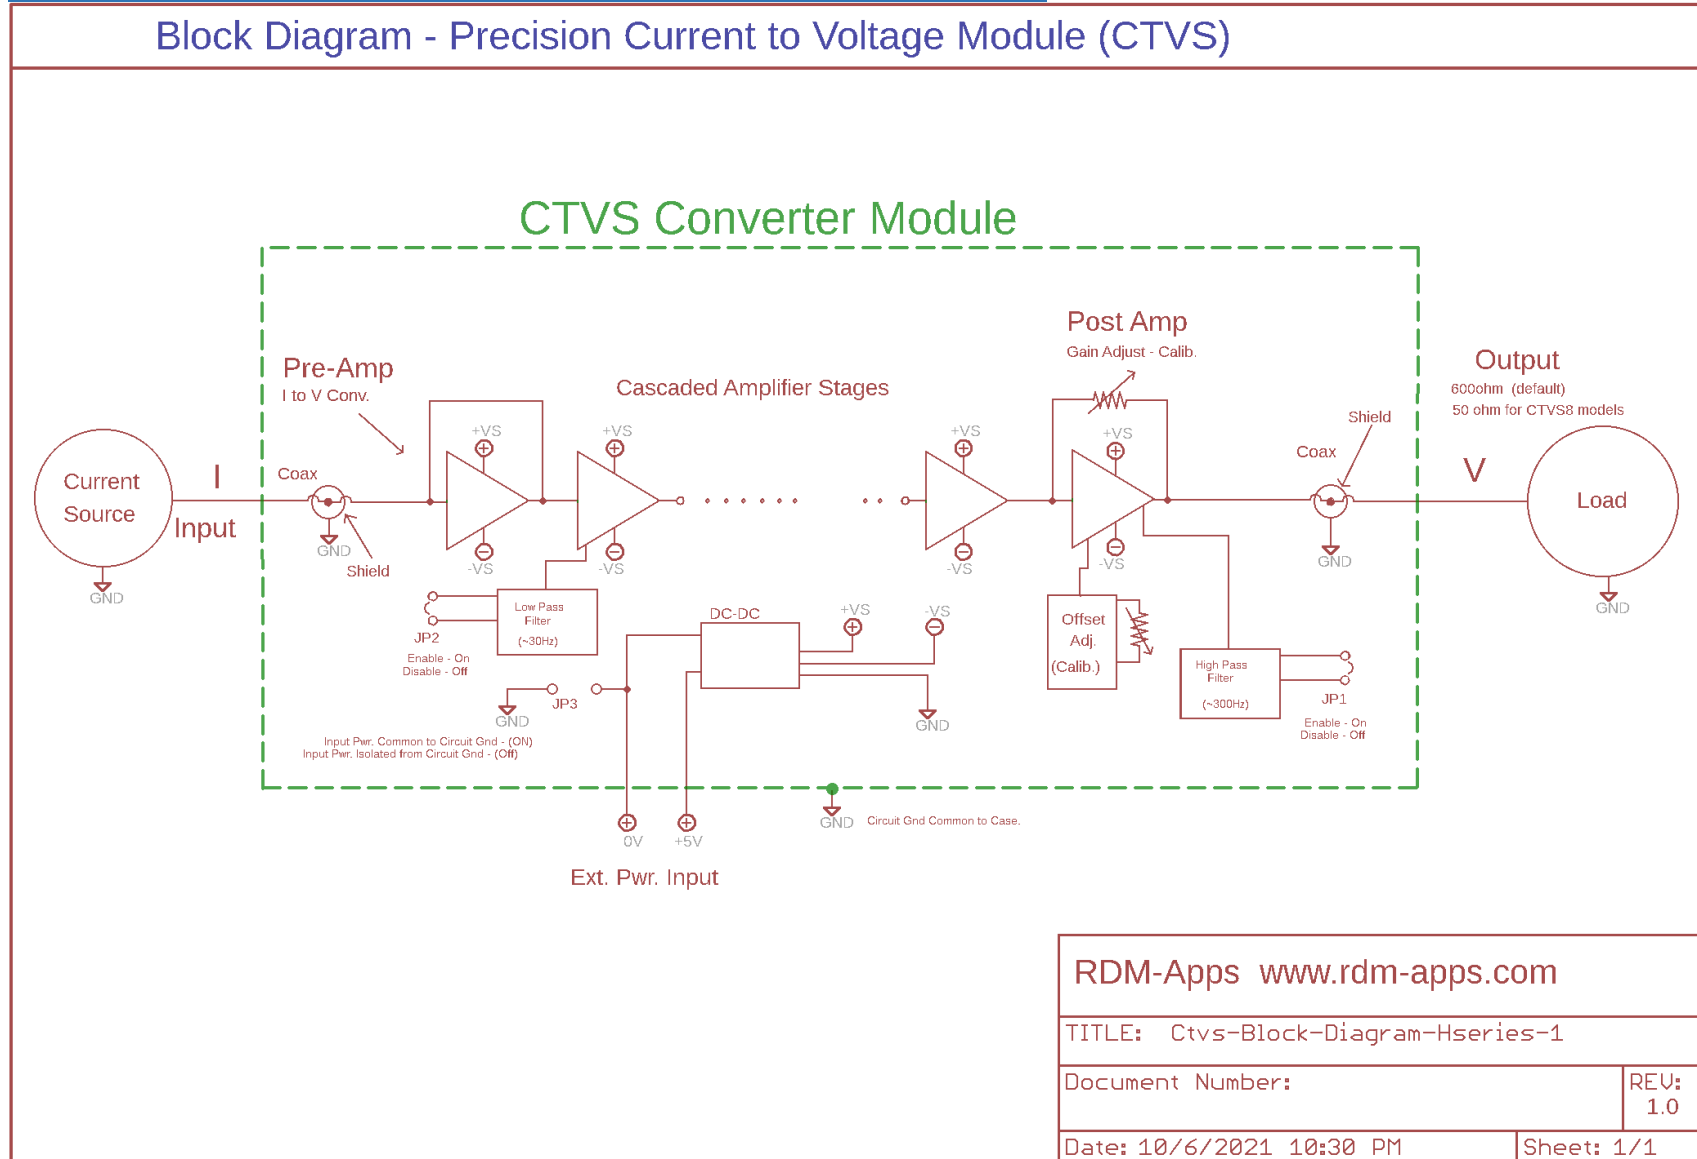 Block Diagram - Precision Current to Voltage Module (CTVS)
CTVS Converter Module
Post Amp
Gain Adjust - Calib.
Pre-Amp
I to V Conv.
Cascaded Amplifier Stages
Output
600ohm (default)
50 ohm for CTVS8 models
Shield
Coax
Current
Source
I
Input
Coax
GND
Shield
GND
+VS
-VS
+VS
-VS
+VS
-VS
+VS
-VS
GND
V
Load
GND
Low Pass
Filter
(~30Hz)
JP2
Enable - On
Disable - Off
DC-DC
+VS
-VS
GND
JP3
GND
Input Pwr. Common to Circuit Gnd - (ON)
Input Pwr. Isolated from Circuit Gnd - (Off)
Offset
Adj.
(Calib.)
High Pass
Filter
(~300Hz)
JP1
Enable - On
Disable - Off
0V
+5V
GND
Circuit Gnd Common to Case.
Ext. Pwr. Input
RDM-Apps www.rdm-apps.com
TITLE: Ctvs-Block-Diagram-Hseries-1
Document Number:
REV:
1.0
Date: 10/6/2021 10:30 PM
Sheet: 1/1